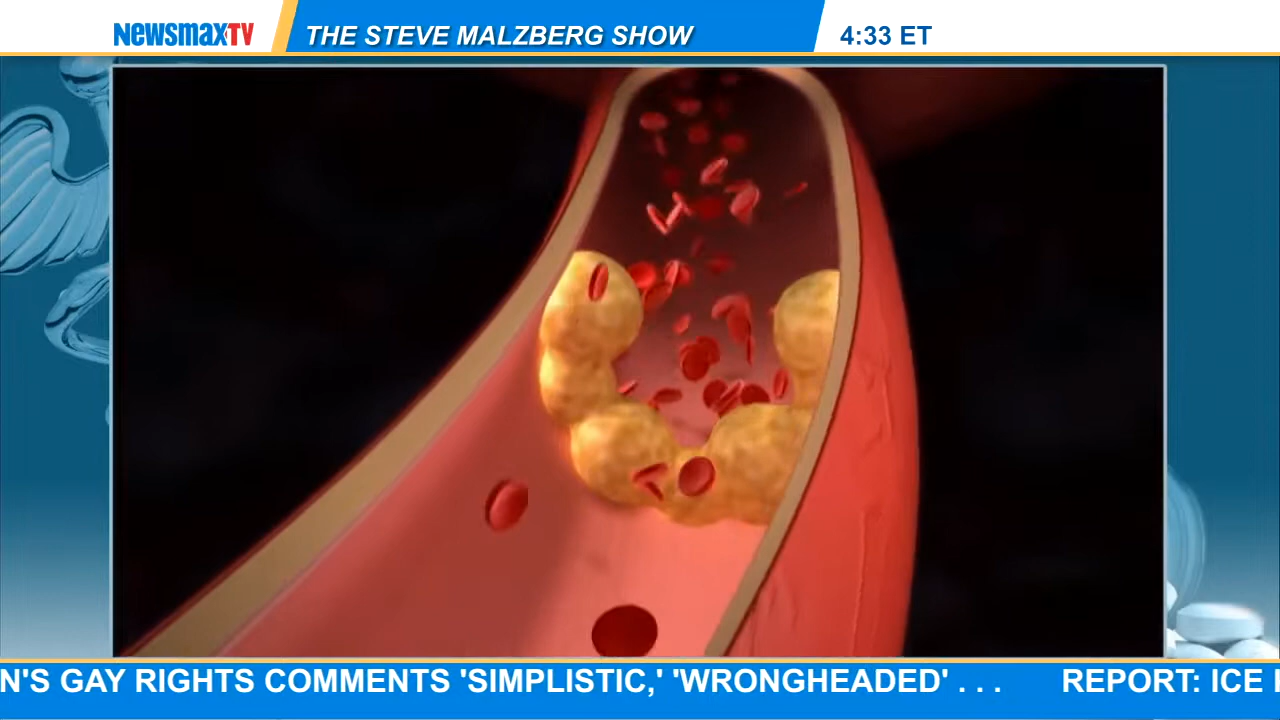 NEWSMAXTV
THE STEVE MALZBERG SHOW
4:33 ET
N'S GAY RIGHTS COMMENTS 'SIMPLISTIC,' 'WRONGHEADED' . . . REPORT: ICE